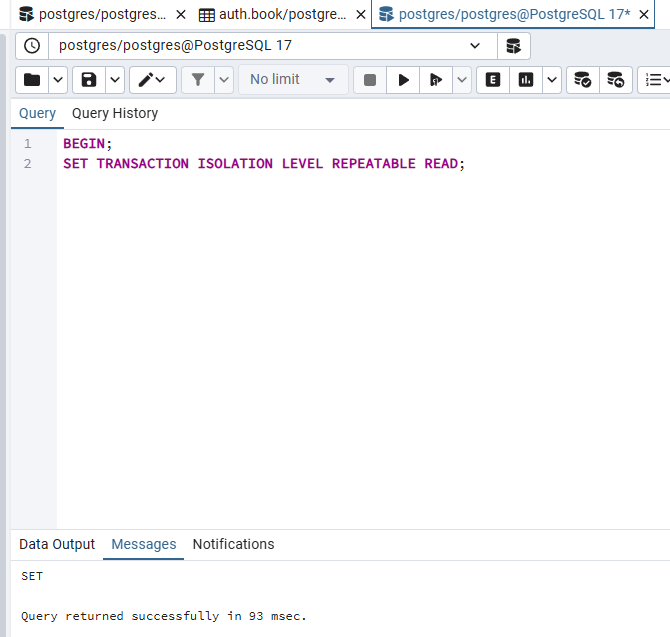 postgres/postgres...
auth.book/postgre...
postgres/postgres@PostgreSQL 17*
postgres/postgres@PostgreSQL 17
No limit
E
Query
Query History
1 BEGIN;
2 SET TRANSACTION ISOLATION LEVEL REPEATABLE READ;
Data Output
Messages
Notifications
SET
Query returned successfully in 93 msec.